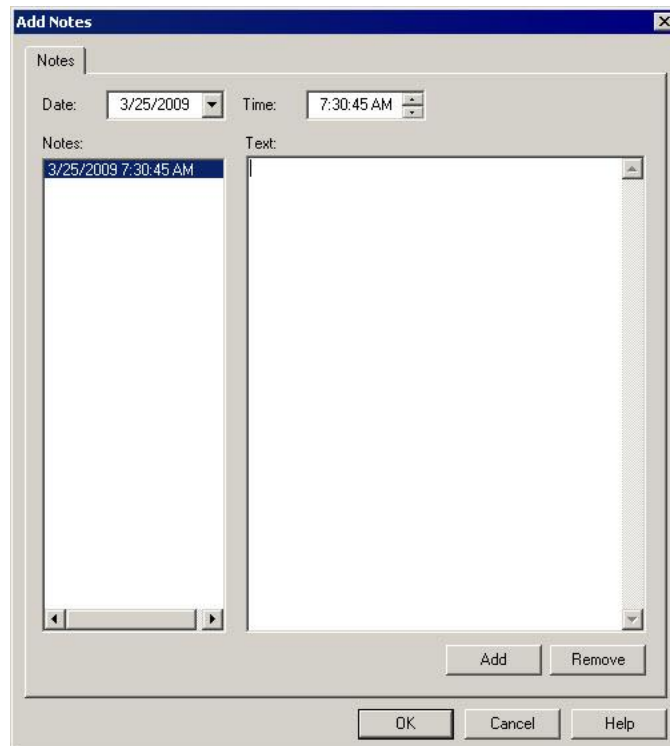 Add Notes
Notes
Date: 3/25/2009 Time: 7:30:45 AM
Notes: Text:
3/25/2009 7:30:45 AM
Add Remove
OK Cancel Help